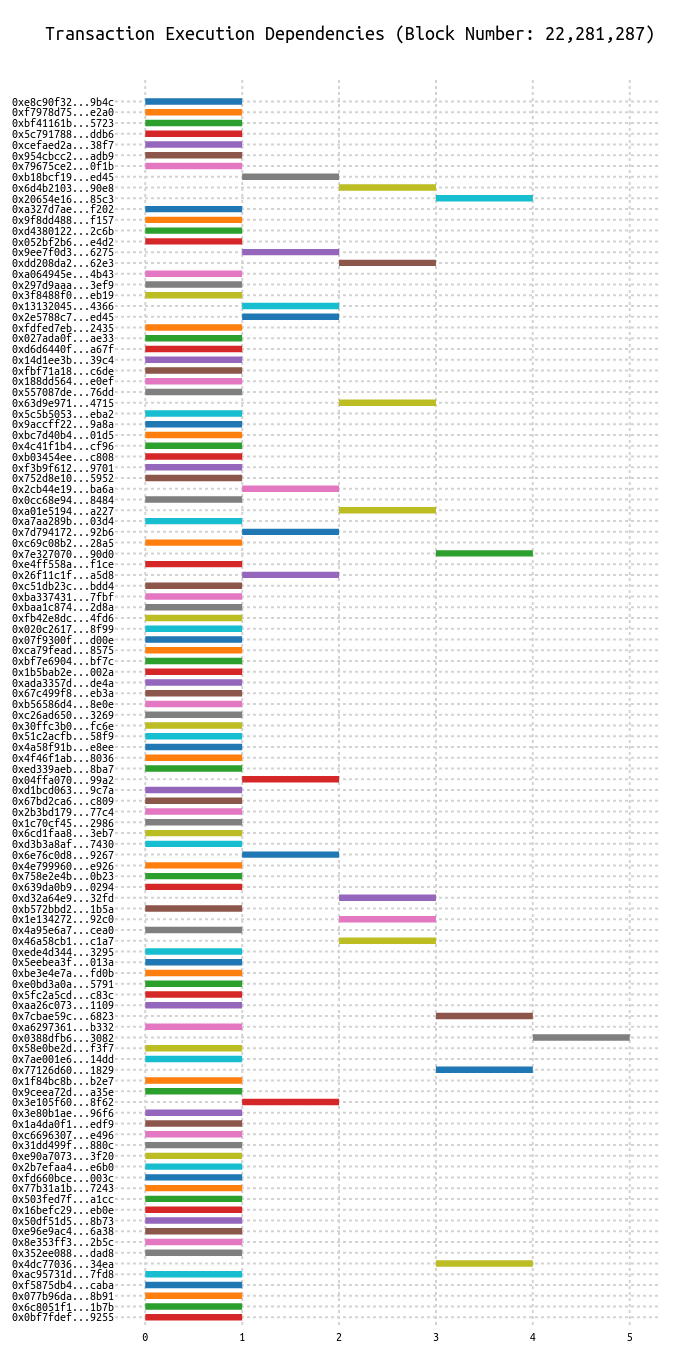 Transaction Execution Dependencies (Block Number: 22,281,287)
0xe8c90f32...9b4c
0xf7978d75...e2a0
0xbf41161b...5723
0x5c791788...ddb6
0xcefaed2a...38f7
0x954cbcc2...adb9
0x79675ce2...0f1b
0xb18bcf19...ed45
0x6d4b2103...90e8
0x20654e16...85c3
0xa327d7ae...f202
0x9f8dd488...f157
0xd4380122...2c6b
0x052bf2b6...e4d2
0x9ee7f0d3...6275
0xdd208da2...62e3
0xa064945e...4b43
0x297d9aaa...3ef9
0x3f8488f0...eb19
0x13132045...4366
0x2e5788c7...ed45
0xfdfed7eb...2435
0x027ada0f...ae33
0xd6d6440f...a67f
0x14d1ee3b...39c4
0xfbf71a18...c6de
0x188dd564...e0ef
0x557087de...76dd
0x63d9e971...4715
0x5c5b5053...eba2
0x9accff22...9a8a
0xbc7d40b4...01d5
0x4c41f1b4...cf96
0xb03454ee...c808
0xf3b9f612...9701
0x752d8e10...5952
0x2cb44e19...ba6a
0x0cc68e94...8484
0xa01e5194...a227
0xa7aa289b...03d4
0x7d794172...92b6
0xc69c08b2...28a5
0x7e327070...90d0
0xe4ff558a...f1ce
0x26f11c1f...a5d8
0xc51db23c...bdd4
0xba337431...7fbf
0xbaa1c874...2d8a
0xfb42e8dc...4fd6
0x020c2617...8f99
0x07f9300f...d00e
0xca79fead...8575
0xbf7e6904...bf7c
0x1b5bab2e...002a
0xada3357d...de4a
0x67c499f8...eb3a
0xb56586d4...8e0e
0xc26ad650...3269
0x30ffc3b0...fc6e
0x51c2acfb...58f9
0x4a58f91b...e8ee
0x4f46f1ab...8036
0xed339aeb...8ba7
0x04ffa070...99a2
0xd1bcd063...9c7a
0x67bd2ca6...c809
0x2b3bd179...77c4
0x1c70cf45...2986
0x6cd1faa8...3eb7
0xd3b3a8af...7430
0x6e76c0d8...9267
0x4e799960...e926
0x758e2e4b...0b23
0x639da0b9...0294
0xd32a64e9...32fd
0xb572bbd2...1b5a
0x1e134272...92c0
0x4a95e6a7...cea0
0x46a58cb1...c1a7
0xede4d344...3295
0x5eebea3f...013a
0xbe3e4e7a...fd0b
0xe0bd3a0a...5791
0x5fc2a5cd...c83c
0xaa26c073...1109
0x7cbae59c...6823
0xa6297361...b332
0x0388dfb6...3082
0x58e0be2d...f3f7
0x7ae001e6...14dd
0x77126d60...1829
0x1f84bc8b...b2e7
0x9ceea72d...a35e
0x3e105f60...8f62
0x3e80b1ae...96f6
0x1a4da0f1...edf9
0xc6696307...e496
0x31dd499f...880c
0xe90a7073...3f20
0x2b7efaa4...e6b0
0xfd660bce...003c
0x77b31a1b...7243
0x503fed7f...a1cc
0x16befc29...eb0e
0x50df51d5...8b73
0xe96e9ac4...6a38
0x8e353ff3...2b5c
0x352ee088...dad8
0x4dc77036...34ea
0xac95731d...7fd8
0xf5875db4...caba
0x077b96da...8b91
0x6c8051f1...1b7b
0x0bf7fdef...9255
0 1 2 3 4 5